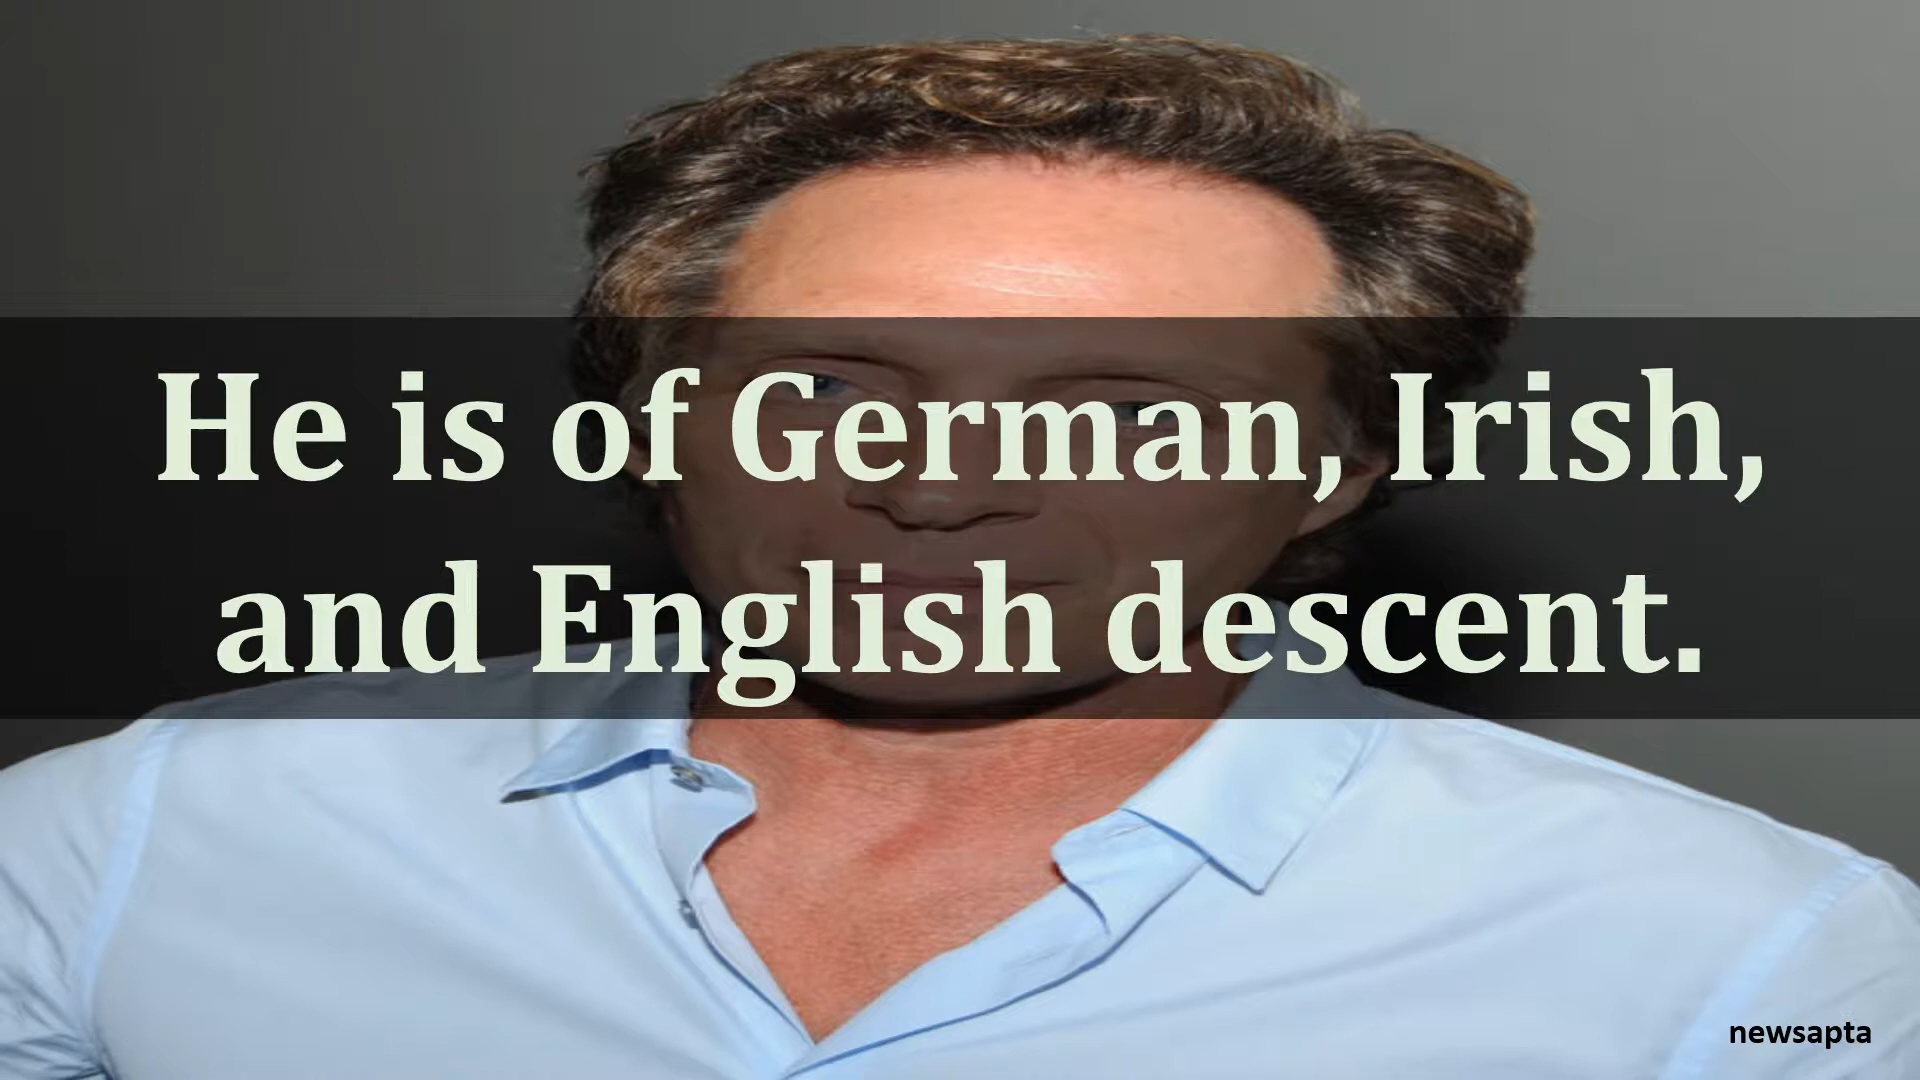 He is of German, Irish,
and English descent.
newsapta